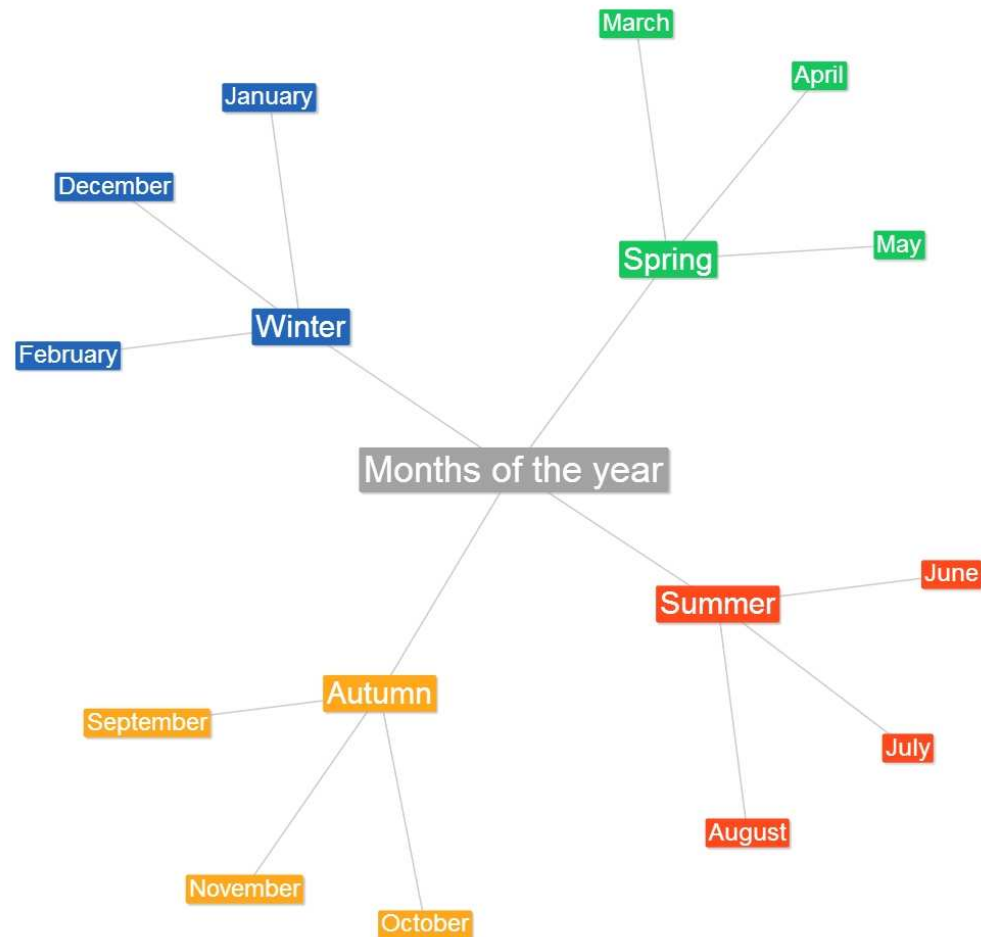 March
April
January
December
May
Spring
Winter
February
Months of the year
June
Summer
Autumn
September
July
August
November
October